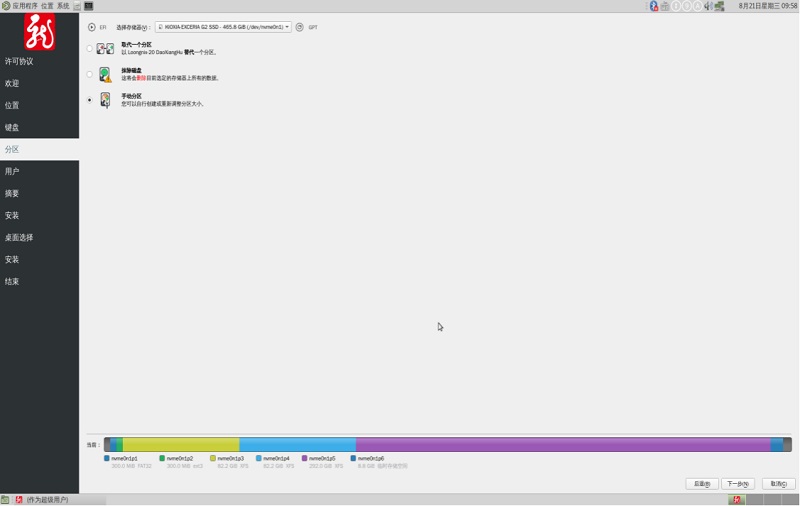 应用程序 位置 系统
8月21日星期三 09:58
许可协议
欢迎
位置
键盘
分区
用户
摘要
安装
桌面选择
安装
结束
EFI 选择存储器(V): KIOXIA-EXCERIA G2 SSD - 465.8 GiB (/dev/nvme0n1) GPT
取代一个分区
以 Loongnix-20 DaoXiangHu 替代一个分区。
抹除磁盘
这将会删除目前选定的存储器上所有的数据。
手动分区
您可以自行创建或重新调整分区大小。
当前:
nvme0n1p1 nvme0n1p2 nvme0n1p3 nvme0n1p4 nvme0n1p5 nvme0n1p6
300.0 MiB FAT32 300.0 MiB ext3 62.2 GiB XFS 62.2 GiB XFS 250.0 GiB XFS 8.8 GiB 临时存储空间
后退(B) 下一步(N) 取消(C)
(作为超级用户)